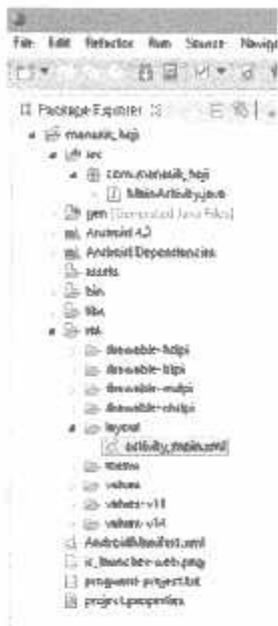 File Edit Refactor Run Source Navig
Package Explorer
manasik_haji
src
com.manasik_haji
MainActivity.java
gen [Generated Java Files]
Android 4.2
Android Dependencies
assets
bin
libs
res
drawable-hdpi
drawable-ldpi
drawable-mdpi
drawable-xhdpi
layout
activity_main.xml
menu
values
values-v11
values-v14
AndroidManifest.xml
ic_launcher-web.png
proguard-project.txt
project.properties